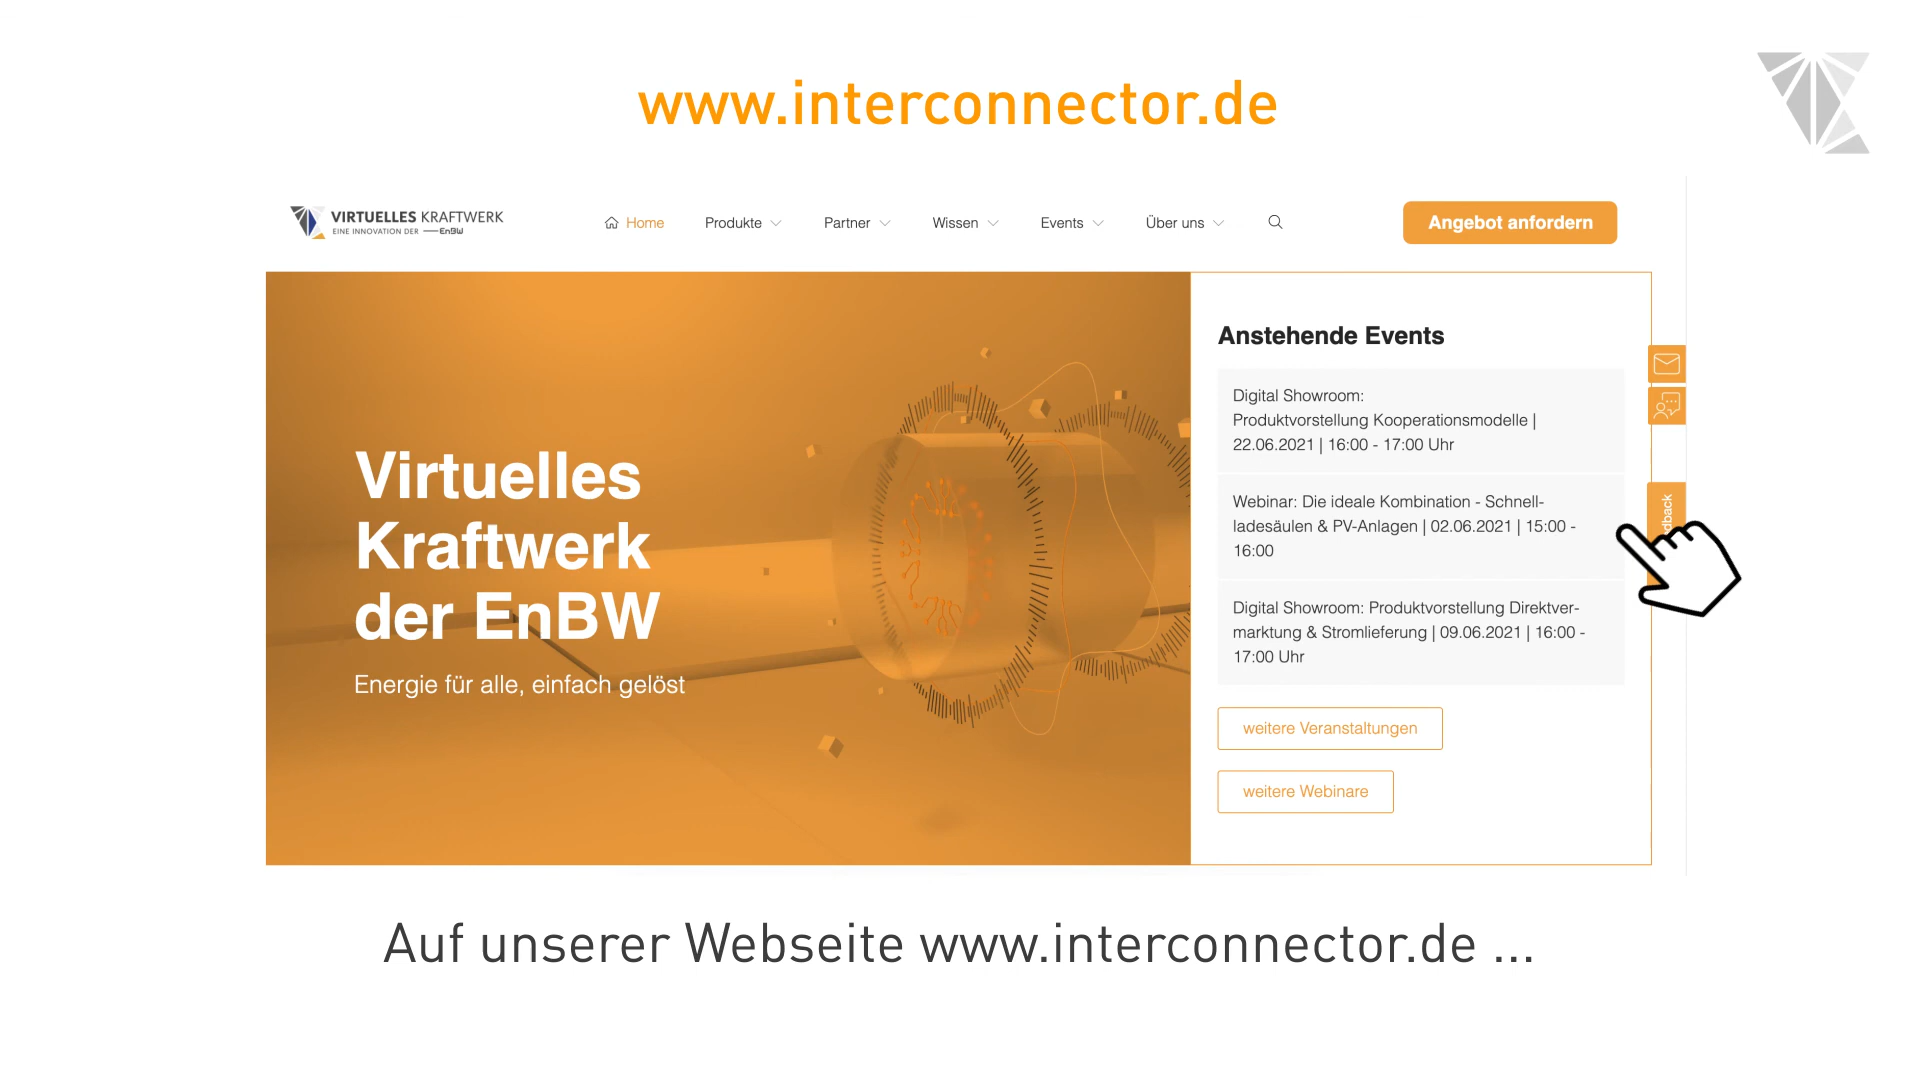 www.interconnector.de
VIRTUELLES KRAFTWERK
EINE INNOVATION DER EnBW
Home
Produkte
Partner
Wissen
Events
Über uns
Angebot anfordern
Virtuelles
Kraftwerk
der EnBW
Energie für alle, einfach gelöst
Anstehende Events
Digital Showroom:
Produktvorstellung Kooperationsmodelle |
22.06.2021 | 16:00 - 17:00 Uhr
Webinar: Die ideale Kombination - Schnell-
ladesäulen & PV-Anlagen | 02.06.2021 | 15:00 -
16:00
Digital Showroom: Produktvorstellung Direktver-
marktung & Stromlieferung | 09.06.2021 | 16:00 -
17:00 Uhr
weitere Veranstaltungen
weitere Webinare
Auf unserer Webseite www.interconnector.de ...